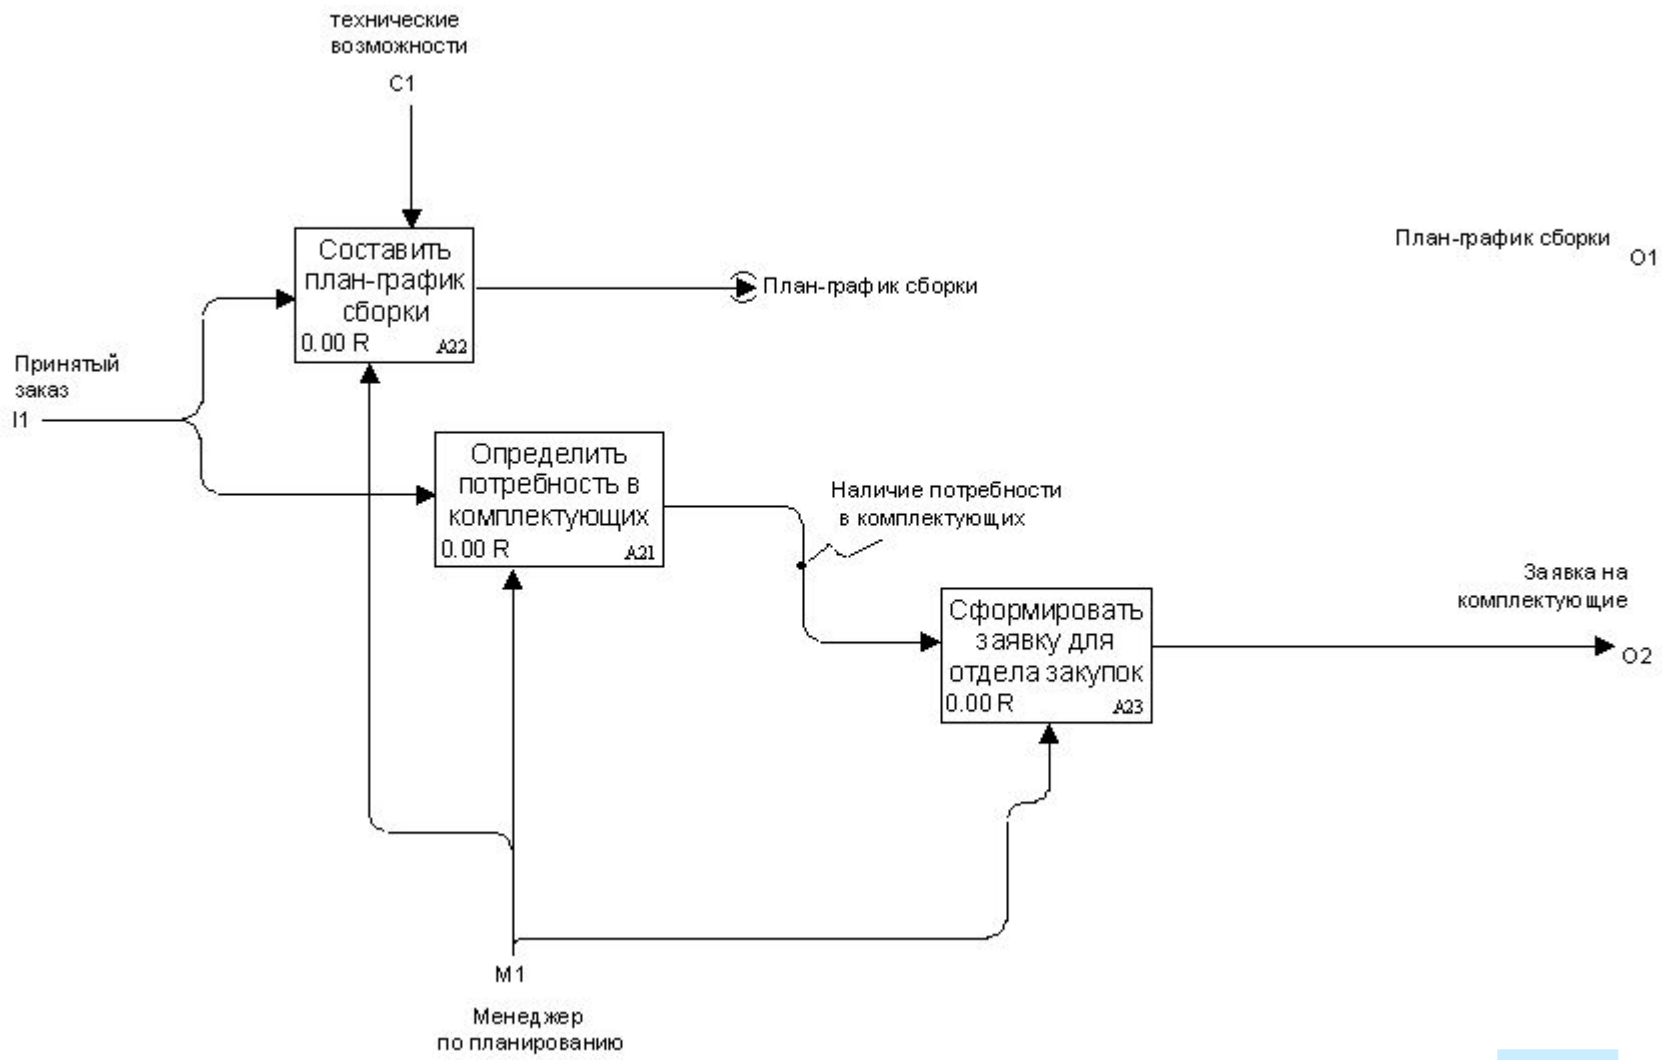 технические
возможности
C1
Составить
план-график
сборки
0.00 R
A22
План-график сборки
План-график сборки
O1
Принятый
заказ
I1
Определить
потребность в
комплектующих
0.00 R
A21
Наличие потребности
в комплектующих
Сформировать
заявку для
отдела закупок
0.00 R
A23
Заявка на
комплектующие
O2
M1
Менеджер
по планированию